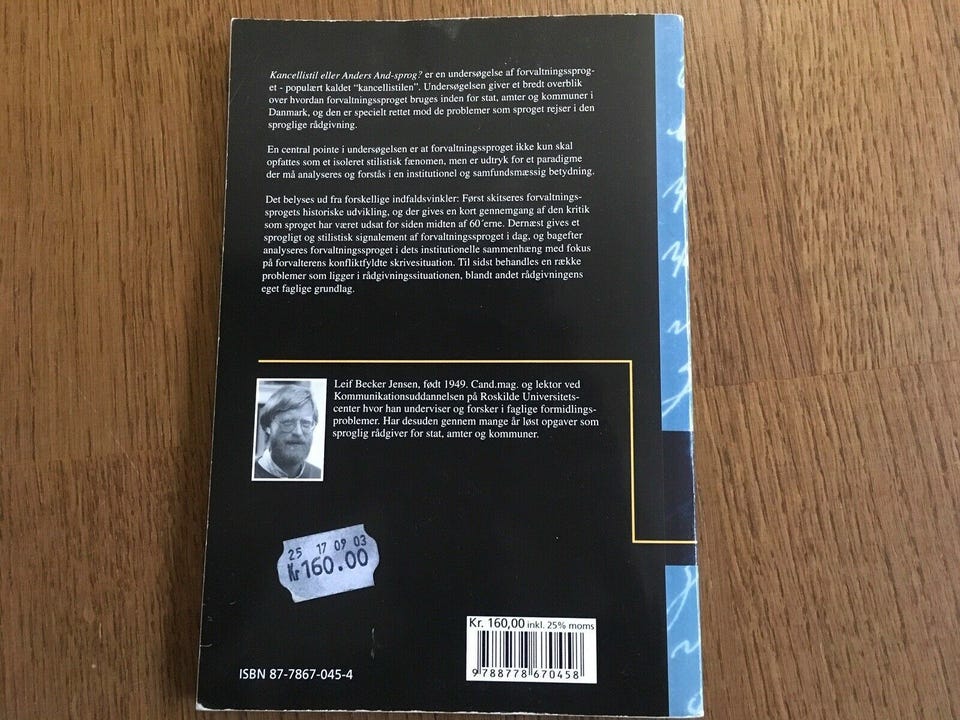 Kancellistil eller Anders And-sprog? er en undersøgelse af forvaltningssprog-
et - populært kaldet “kancellistilen”. Undersøgelsen giver et bredt overblik
over hvordan forvaltningssproget bruges inden for stat, amter og kommuner i
Danmark, og den er specielt rettet mod de problemer som sproget rejser i den
sproglige rådgivning.
En central pointe i undersøgelsen er at forvaltningssproget ikke kun skal
opfattes som et isoleret stilistisk fænomen, men er udtryk for et paradigme
der må analyseres og forstås i en institutionel og samfundsmæssig betydning.
Det belyses ud fra forskellige indfaldsvinkler: Først skitseres forvaltnings-
sprogets historiske udvikling, og der gives en kort gennemgang af den kritik
som sproget har været udsat for siden midten af 60´erne. Dernæst gives et
sprogligt og stilistisk signalement af forvaltningssproget i dag, og bagefter
analyseres forvaltningssproget i dets institutionelle sammenhæng med fokus
på forvalterens konfliktfyldte skrivesituation. Til sidst behandles en række
problemer som ligger i rådgivningssituationen, blandt andet rådgivningens
eget faglige grundlag.
Leif Becker Jensen, født 1949. Cand.mag. og lektor ved
Kommunikationsuddannelsen på Roskilde Universitets-
center hvor han underviser og forsker i faglige formidlings-
problemer. Har desuden gennem mange år løst opgaver som
sproglig rådgiver for stat, amter og kommuner.
25 17 09 03
Kr160.00
Kr. 160,00 inkl. 25% moms
9 788778 670458
ISBN 87-7867-045-4